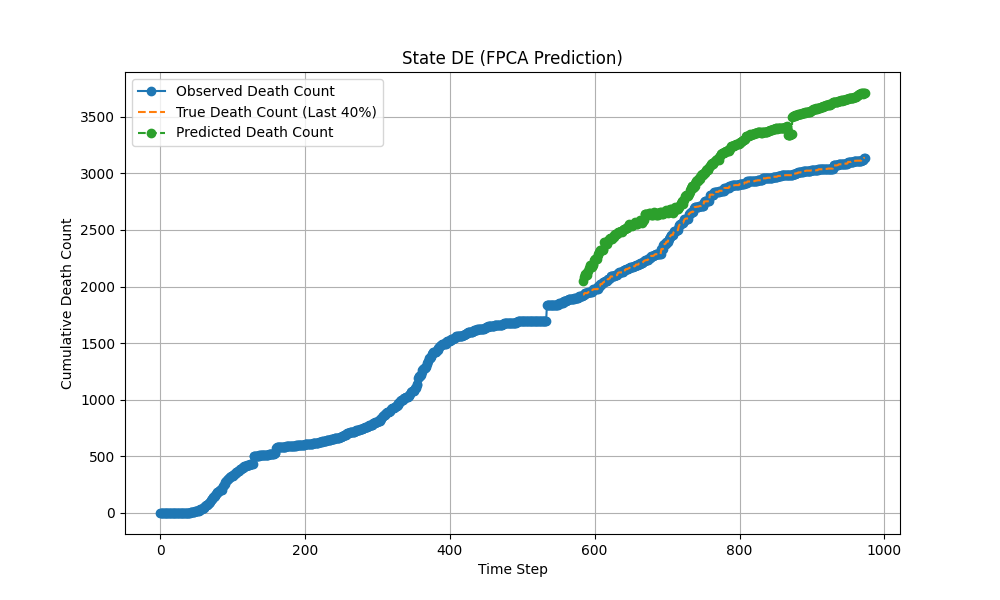 State DE (FPCA Prediction)
Observed Death Count
True Death Count (Last 40%)
Predicted Death Count
Cumulative Death Count
3500
3000
2500
2000
1500
1000
500
0
0 200 400 600 800 1000
Time Step